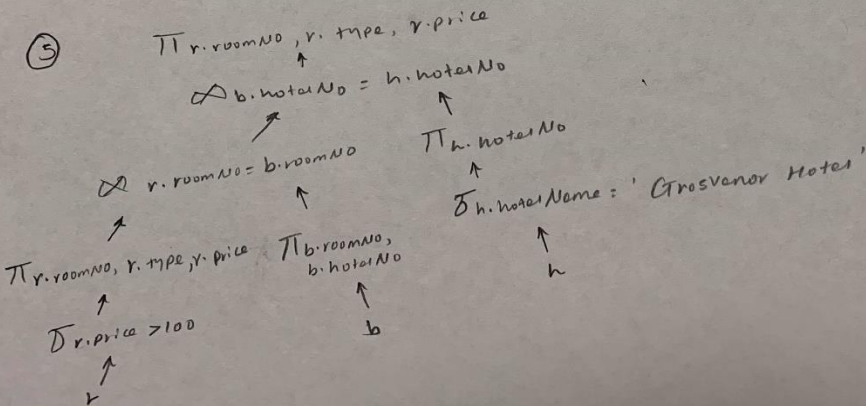 5
π r.roomNo, r.type, r.price
↑
∞ b.hotelNo = h.hotelNo
↗ ↖
∞ r.roomNo = b.roomNo π h.hotelNo
↗ ↖ ↑
π r.roomNo, r.type, r.price π b.roomNo, σ h.hotelName = 'Grosvenor Hotel'
b.hotelNo
↑ ↑ ↑
σ r.price >100 b h
↑
r